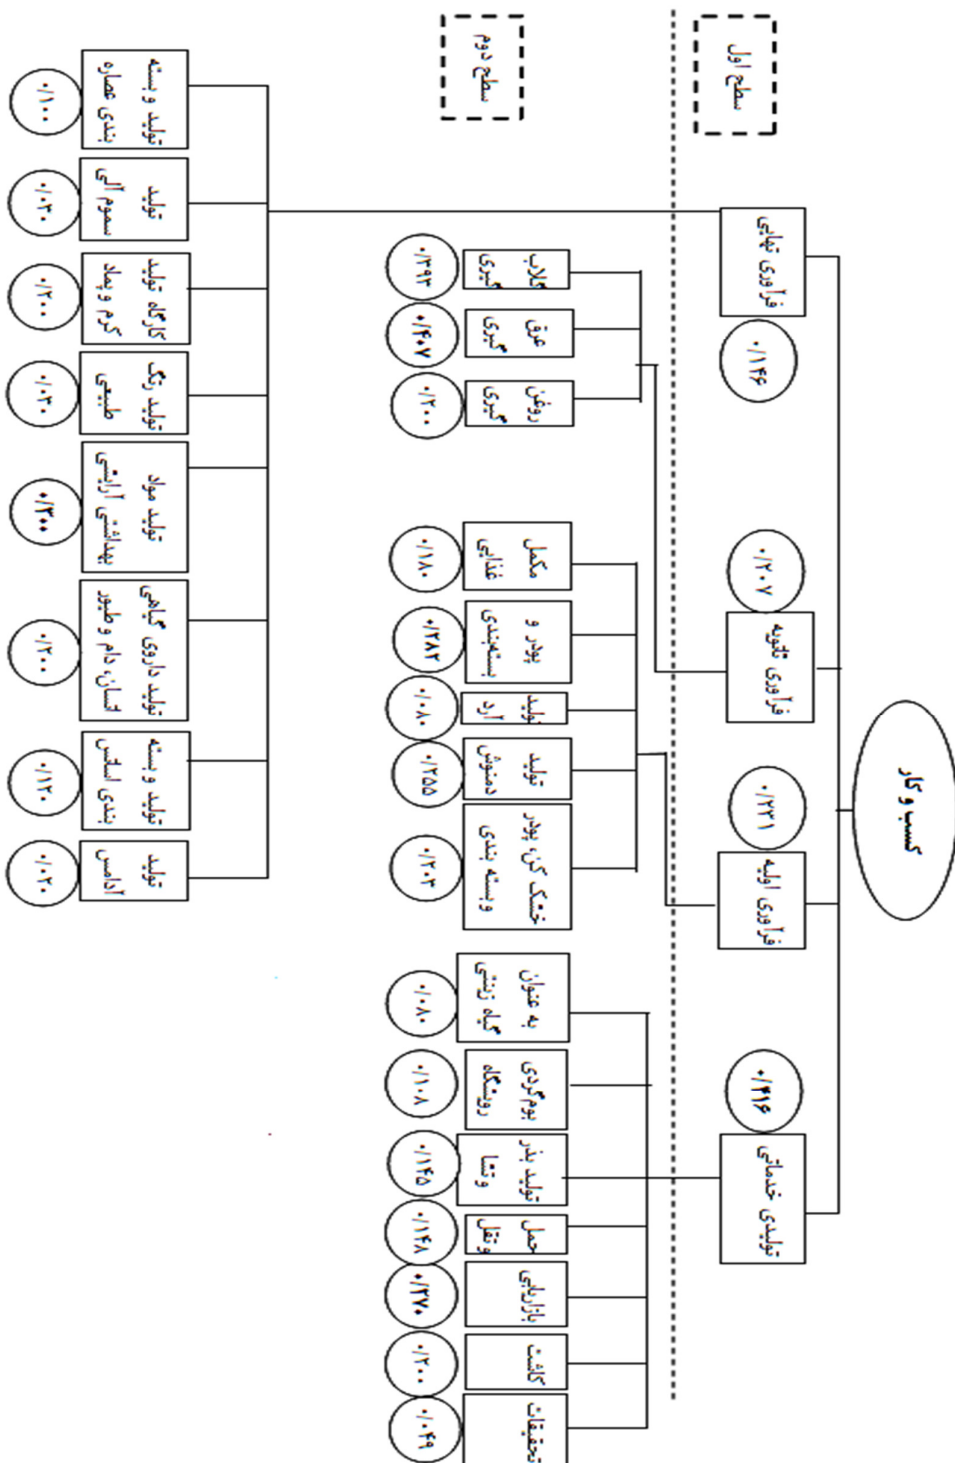 کسب و کار
سطح اول
تولیدی خدماتی
۰/۴۱۶
فرآوری اولیه
۰/۲۳۱
فرآوری ثانویه
۰/۲۰۷
فرآوری نهایی
۰/۱۴۶
سطح دوم
تحقیقات
۰/۰۴۹
کاشت
۰/۲۰۰
بازاریابی
۰/۲۷۰
حمل
ونقل
۰/۱۴۸
تولید بذر
و نشا
۰/۱۴۵
بوم‌گردی
رویشگاه
۰/۱۰۸
به عنوان
گیاه زینتی
۰/۰۸۰
خشک کن، پودر
و بسته بندی
۰/۲۰۳
تولید
دمنوش
۰/۲۵۵
تولید
آرد
۰/۰۸۰
پودر و
بسته‌بندی
۰/۲۸۲
مکمل
غذایی
۰/۱۸۰
روغن
گیری
۰/۲۰۰
عرق
گیری
۰/۴۰۷
گلاب
گیری
۰/۳۹۳
تولید
آدامس
۰/۰۲۰
تولید و بسته
بندی اسانس
۰/۱۲۰
تولید داروی گیاهی
انسان، دام و طیور
۰/۲۰۰
تولید مواد
بهداشتی آرایشی
۰/۳۰۰
تولید رنگ
طبیعی
۰/۰۳۰
کارگاه تولید
کرم و پماد
۰/۲۰۰
تولید
سموم آلی
۰/۰۳۰
تولید و بسته
بندی عصاره
۰/۱۰۰